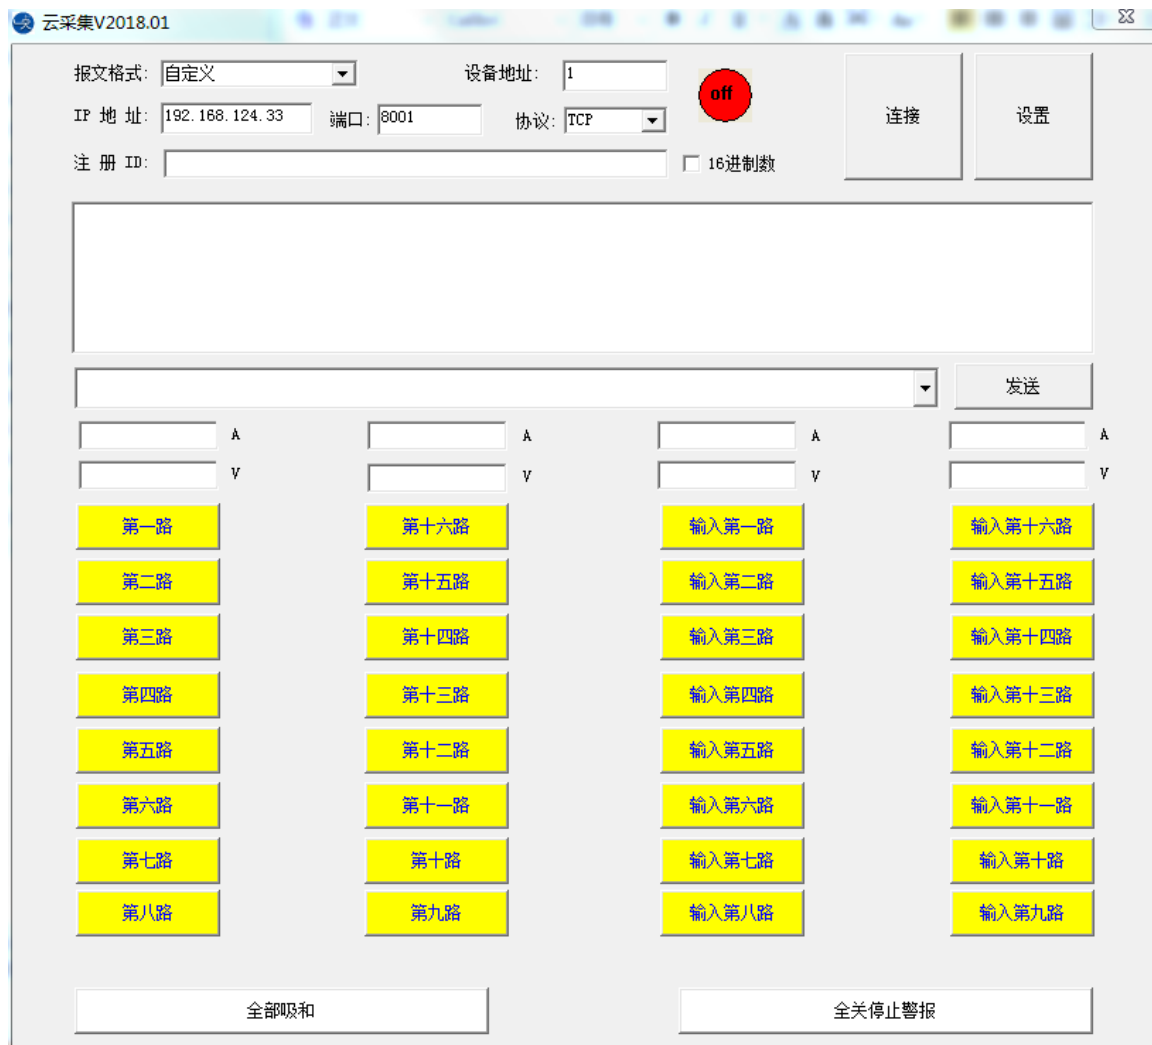 云采集V2018.01
报文格式: 自定义 设备地址: 1 off
IP 地 址: 192.168.124.33 端口: 8001 协议: TCP 连接 设置
注 册 ID: 16进制数
发送
A A A A
V V V V
第一路 第十六路 输入第一路 输入第十六路
第二路 第十五路 输入第二路 输入第十五路
第三路 第十四路 输入第三路 输入第十四路
第四路 第十三路 输入第四路 输入第十三路
第五路 第十二路 输入第五路 输入第十二路
第六路 第十一路 输入第六路 输入第十一路
第七路 第十路 输入第七路 输入第十路
第八路 第九路 输入第八路 输入第九路
全部吸和 全关停止警报